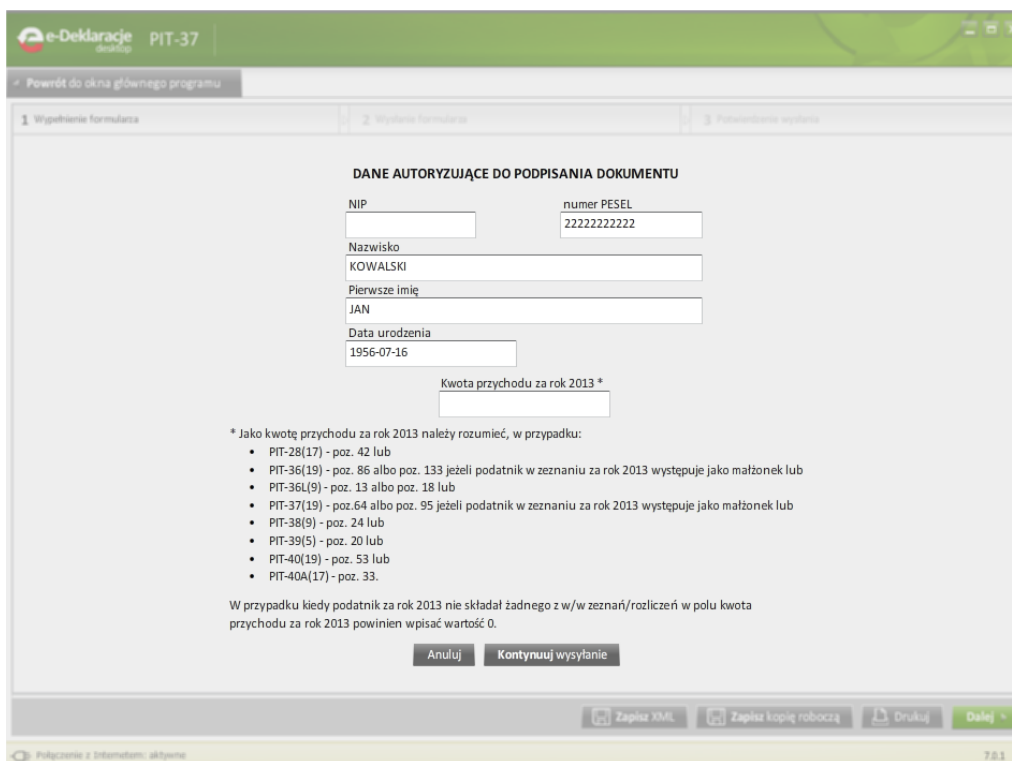 e-Deklaracje
desktop
PIT-37
Powrót do okna głównego programu
1 Wypełnienie formularza
2 Wysłanie formularza
3 Potwierdzenie wysłania
DANE AUTORYZUJĄCE DO PODPISANIA DOKUMENTU
NIP
numer PESEL
22222222222
Nazwisko
KOWALSKI
Pierwsze imię
JAN
Data urodzenia
1956-07-16
Kwota przychodu za rok 2013 *
* Jako kwotę przychodu za rok 2013 należy rozumieć, w przypadku:
• PIT-28(17) - poz. 42 lub
• PIT-36(19) - poz. 86 albo poz. 133 jeżeli podatnik w zeznaniu za rok 2013 występuje jako małżonek lub
• PIT-36L(9) - poz. 13 albo poz. 18 lub
• PIT-37(19) - poz.64 albo poz. 95 jeżeli podatnik w zeznaniu za rok 2013 występuje jako małżonek lub
• PIT-38(9) - poz. 24 lub
• PIT-39(5) - poz. 20 lub
• PIT-40(19) - poz. 53 lub
• PIT-40A(17) - poz. 33.
W przypadku kiedy podatnik za rok 2013 nie składał żadnego z w/w zeznań/rozliczeń w polu kwota
przychodu za rok 2013 powinien wpisać wartość 0.
Anuluj
Kontynuuj wysyłanie
Zapisz XML
Zapisz kopię roboczą
Drukuj
Dalej
Połączenie z Internetem: aktywne
7.0.1